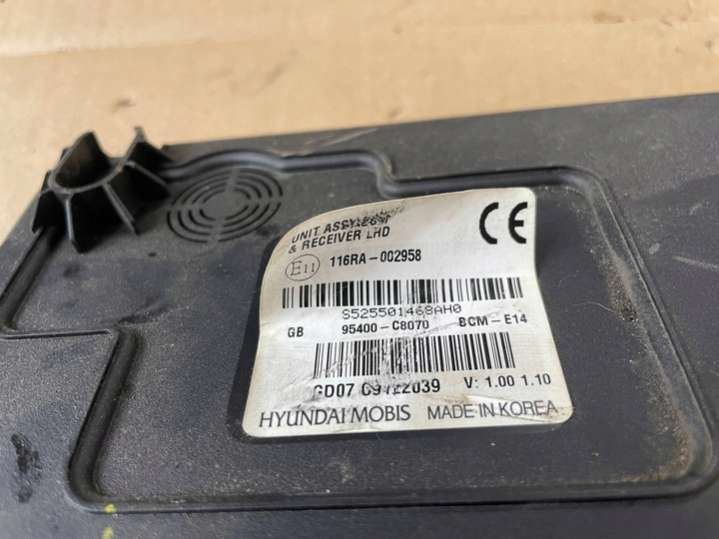 UNIT ASSY
& RECEIVER LHD
CE
E11 116RA-002958
S525501468AH0
GB 95400-C8070 BCM-E14
V: 1.00 1.10
HYUNDAI MOBIS MADE IN KOREA